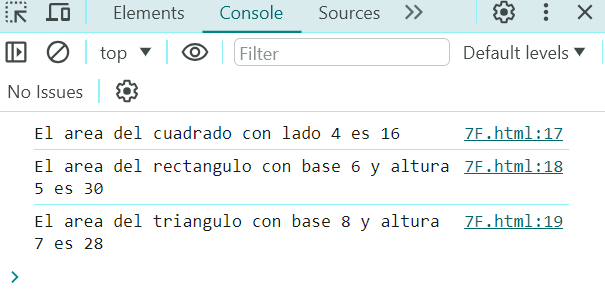 Elements Console Sources
top Filter Default levels
No Issues
El area del cuadrado con lado 4 es 16 7F.html:17
El area del rectangulo con base 6 y altura 7F.html:18
5 es 30
El area del triangulo con base 8 y altura 7F.html:19
7 es 28